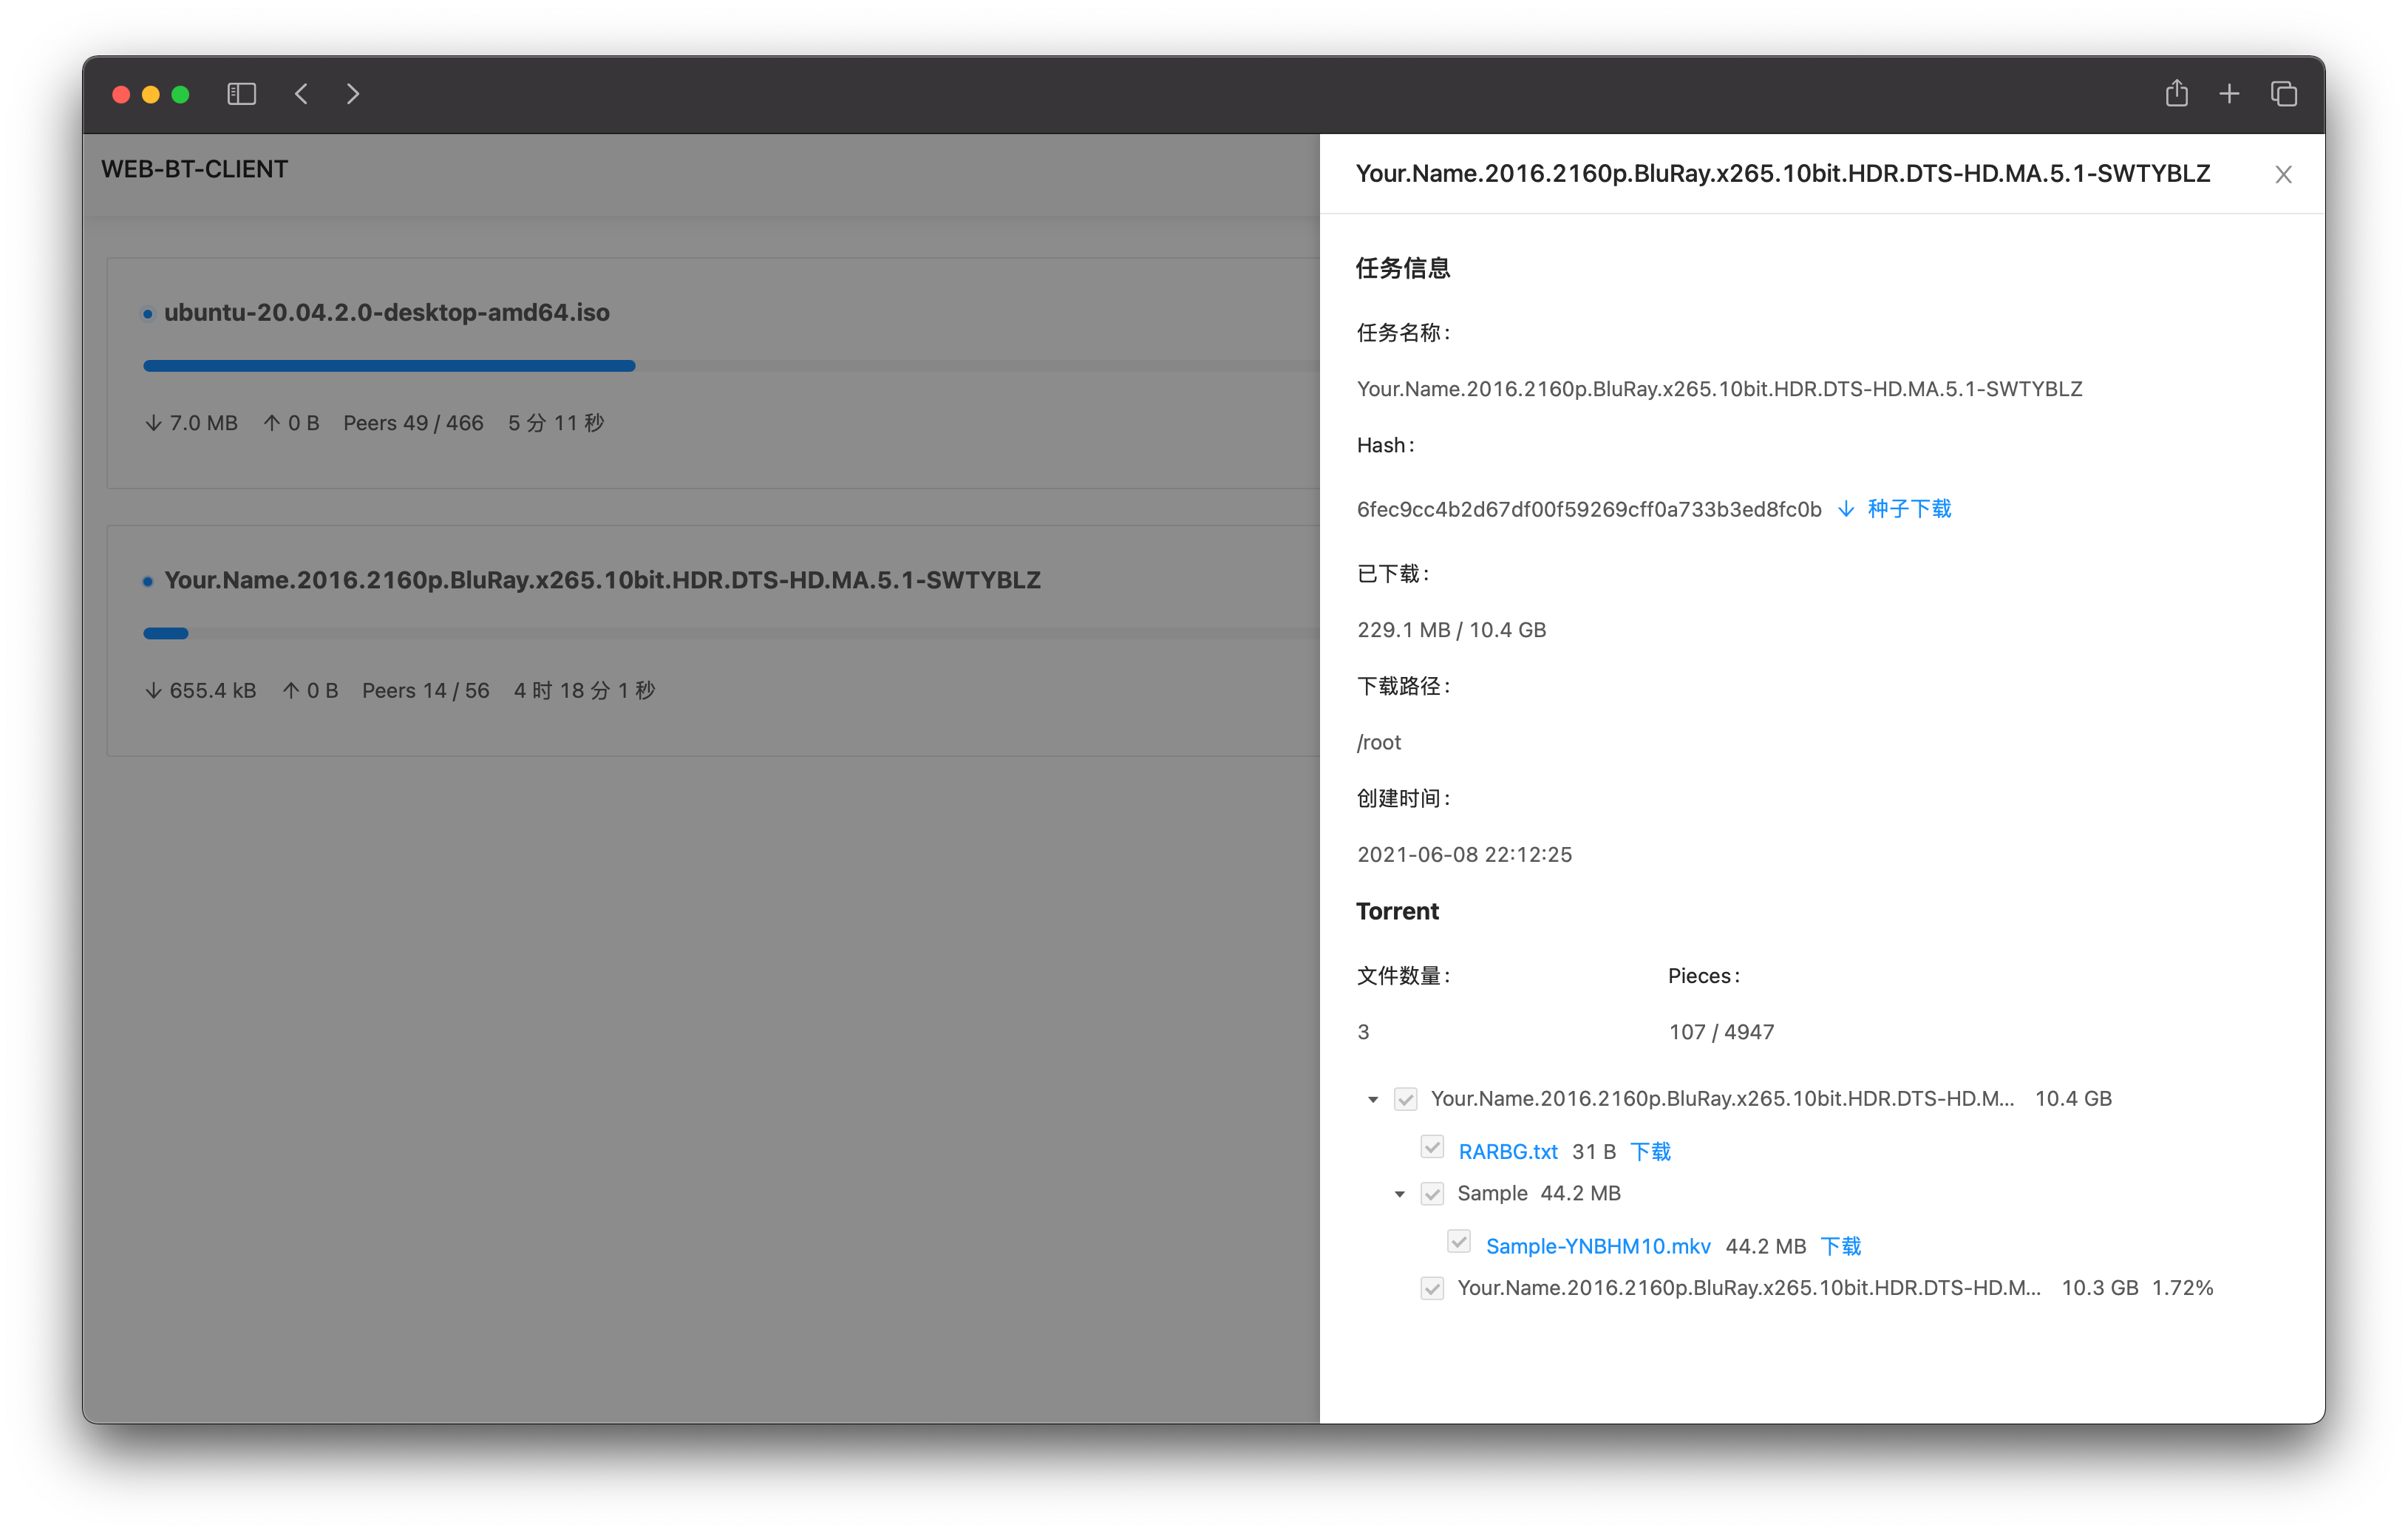 WEB-BT-CLIENT
ubuntu-20.04.2.0-desktop-amd64.iso
↓ 7.0 MB ↑ 0 B Peers 49 / 466 5 分 11 秒
Your.Name.2016.2160p.BluRay.x265.10bit.HDR.DTS-HD.MA.5.1-SWTYBLZ
↓ 655.4 kB ↑ 0 B Peers 14 / 56 4 时 18 分 1 秒
Your.Name.2016.2160p.BluRay.x265.10bit.HDR.DTS-HD.MA.5.1-SWTYBLZ
任务信息
任务名称：
Your.Name.2016.2160p.BluRay.x265.10bit.HDR.DTS-HD.MA.5.1-SWTYBLZ
Hash：
6fec9cc4b2d67df00f59269cff0a733b3ed8fc0b ↓ 种子下载
已下载：
229.1 MB / 10.4 GB
下载路径：
/root
创建时间：
2021-06-08 22:12:25
Torrent
文件数量： Pieces：
3 107 / 4947
Your.Name.2016.2160p.BluRay.x265.10bit.HDR.DTS-HD.M... 10.4 GB
RARBG.txt 31 B 下载
Sample 44.2 MB
Sample-YNBHM10.mkv 44.2 MB 下载
Your.Name.2016.2160p.BluRay.x265.10bit.HDR.DTS-HD.M... 10.3 GB 1.72%